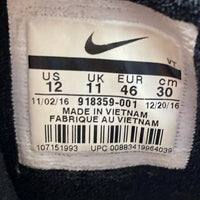 VT
US UK EUR cm
12 11 46 30
11/02/16 918359-001 12/20/16
MADE IN VIETNAM
FABRIQUE AU VIETNAM
107151993 UPC 00883419964039